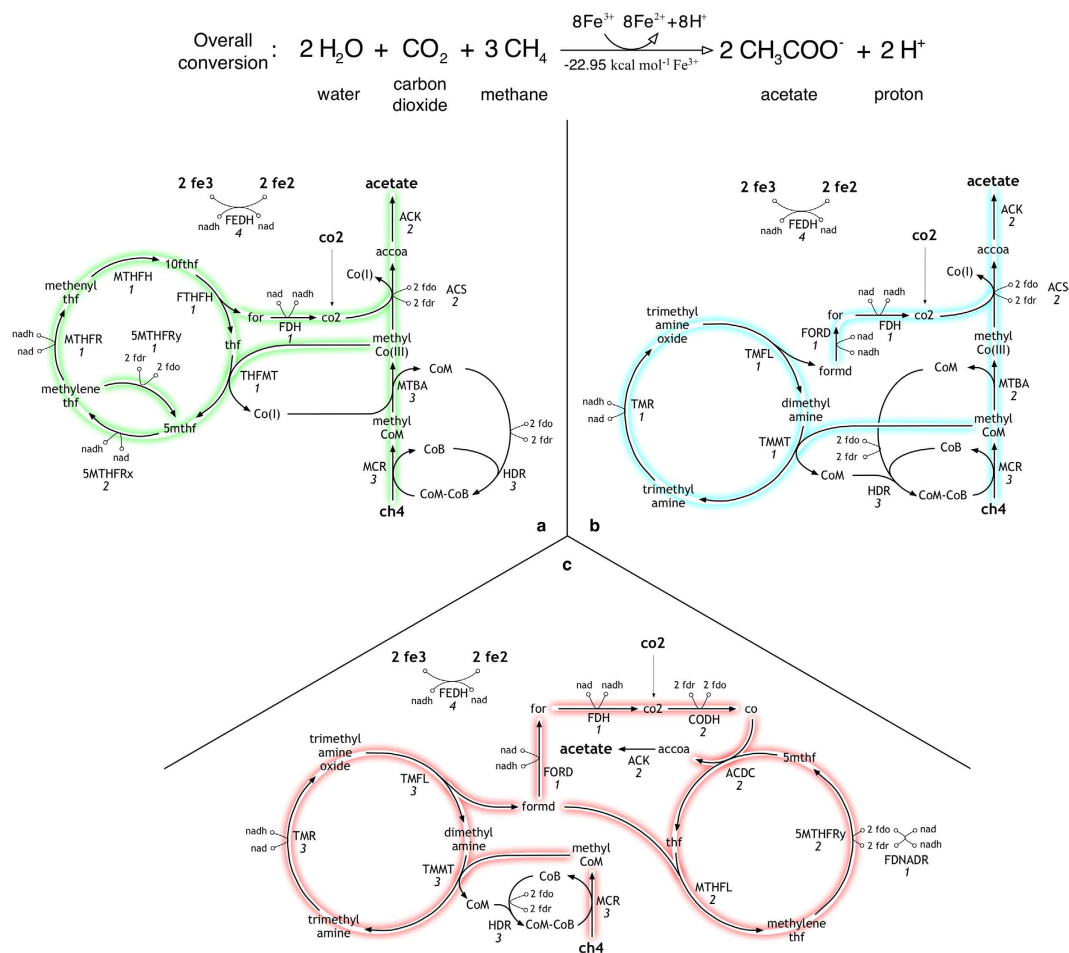 Overall
conversion
: 2 H₂O + CO₂ + 3 CH₄
8Fe³⁺ 8Fe²⁺+8H⁺
-22.95 kcal mol⁻¹ Fe³⁺
2 CH₃COO⁻ + 2 H⁺
water
carbon
dioxide
methane
acetate
proton
2 fe3
2 fe2
FEDH
4
nadh
nad
acetate
ACK
2
accoa
co2
Co(I)
2 fdo
2 fdr
ACS
2
10fthf
MTHFH
1
methenyl
thf
FTHFH
1
for
nad
nadh
FDH
1
co2
nadh
nad
MTHFR
1
5MTHFRy
1
2 fdr
2 fdo
thf
THFMT
1
methyl
Co(III)
methylene
thf
5mthf
nadh
nad
5MTHFRx
2
Co(I)
MTBA
3
CoM
methyl
CoM
2 fdo
2 fdr
CoB
MCR
3
HDR
3
CoM-CoB
ch4
a
2 fe3
2 fe2
FEDH
4
nadh
nad
acetate
ACK
2
accoa
co2
Co(I)
2 fdo
2 fdr
ACS
2
trimethyl
amine
oxide
for
nad
nadh
FDH
1
co2
FORD
1
nad
nadh
TMFL
1
formd
methyl
Co(III)
CoM
MTBA
2
nadh
nad
TMR
1
dimethyl
amine
methyl
CoM
TMMT
1
2 fdo
2 fdr
CoB
MCR
3
CoM
HDR
3
CoM-CoB
trimethyl
amine
ch4
b
c
2 fe3
2 fe2
FEDH
4
nadh
nad
co2
for
nad
nadh
FDH
1
co2
2 fdr
2 fdo
CODH
2
co
trimethyl
amine
oxide
nad
nadh
FORD
1
acetate
ACK
2
accoa
ACDC
2
5mthf
TMFL
3
formd
nadh
nad
TMR
3
dimethyl
amine
thf
5MTHFRy
2
2 fdo
2 fdr
nad
nadh
FDNADR
1
TMMT
3
methyl
CoM
CoB
2 fdo
2 fdr
MCR
3
CoM
HDR
3
CoM-CoB
MTHFL
2
trimethyl
amine
methylene
thf
ch4